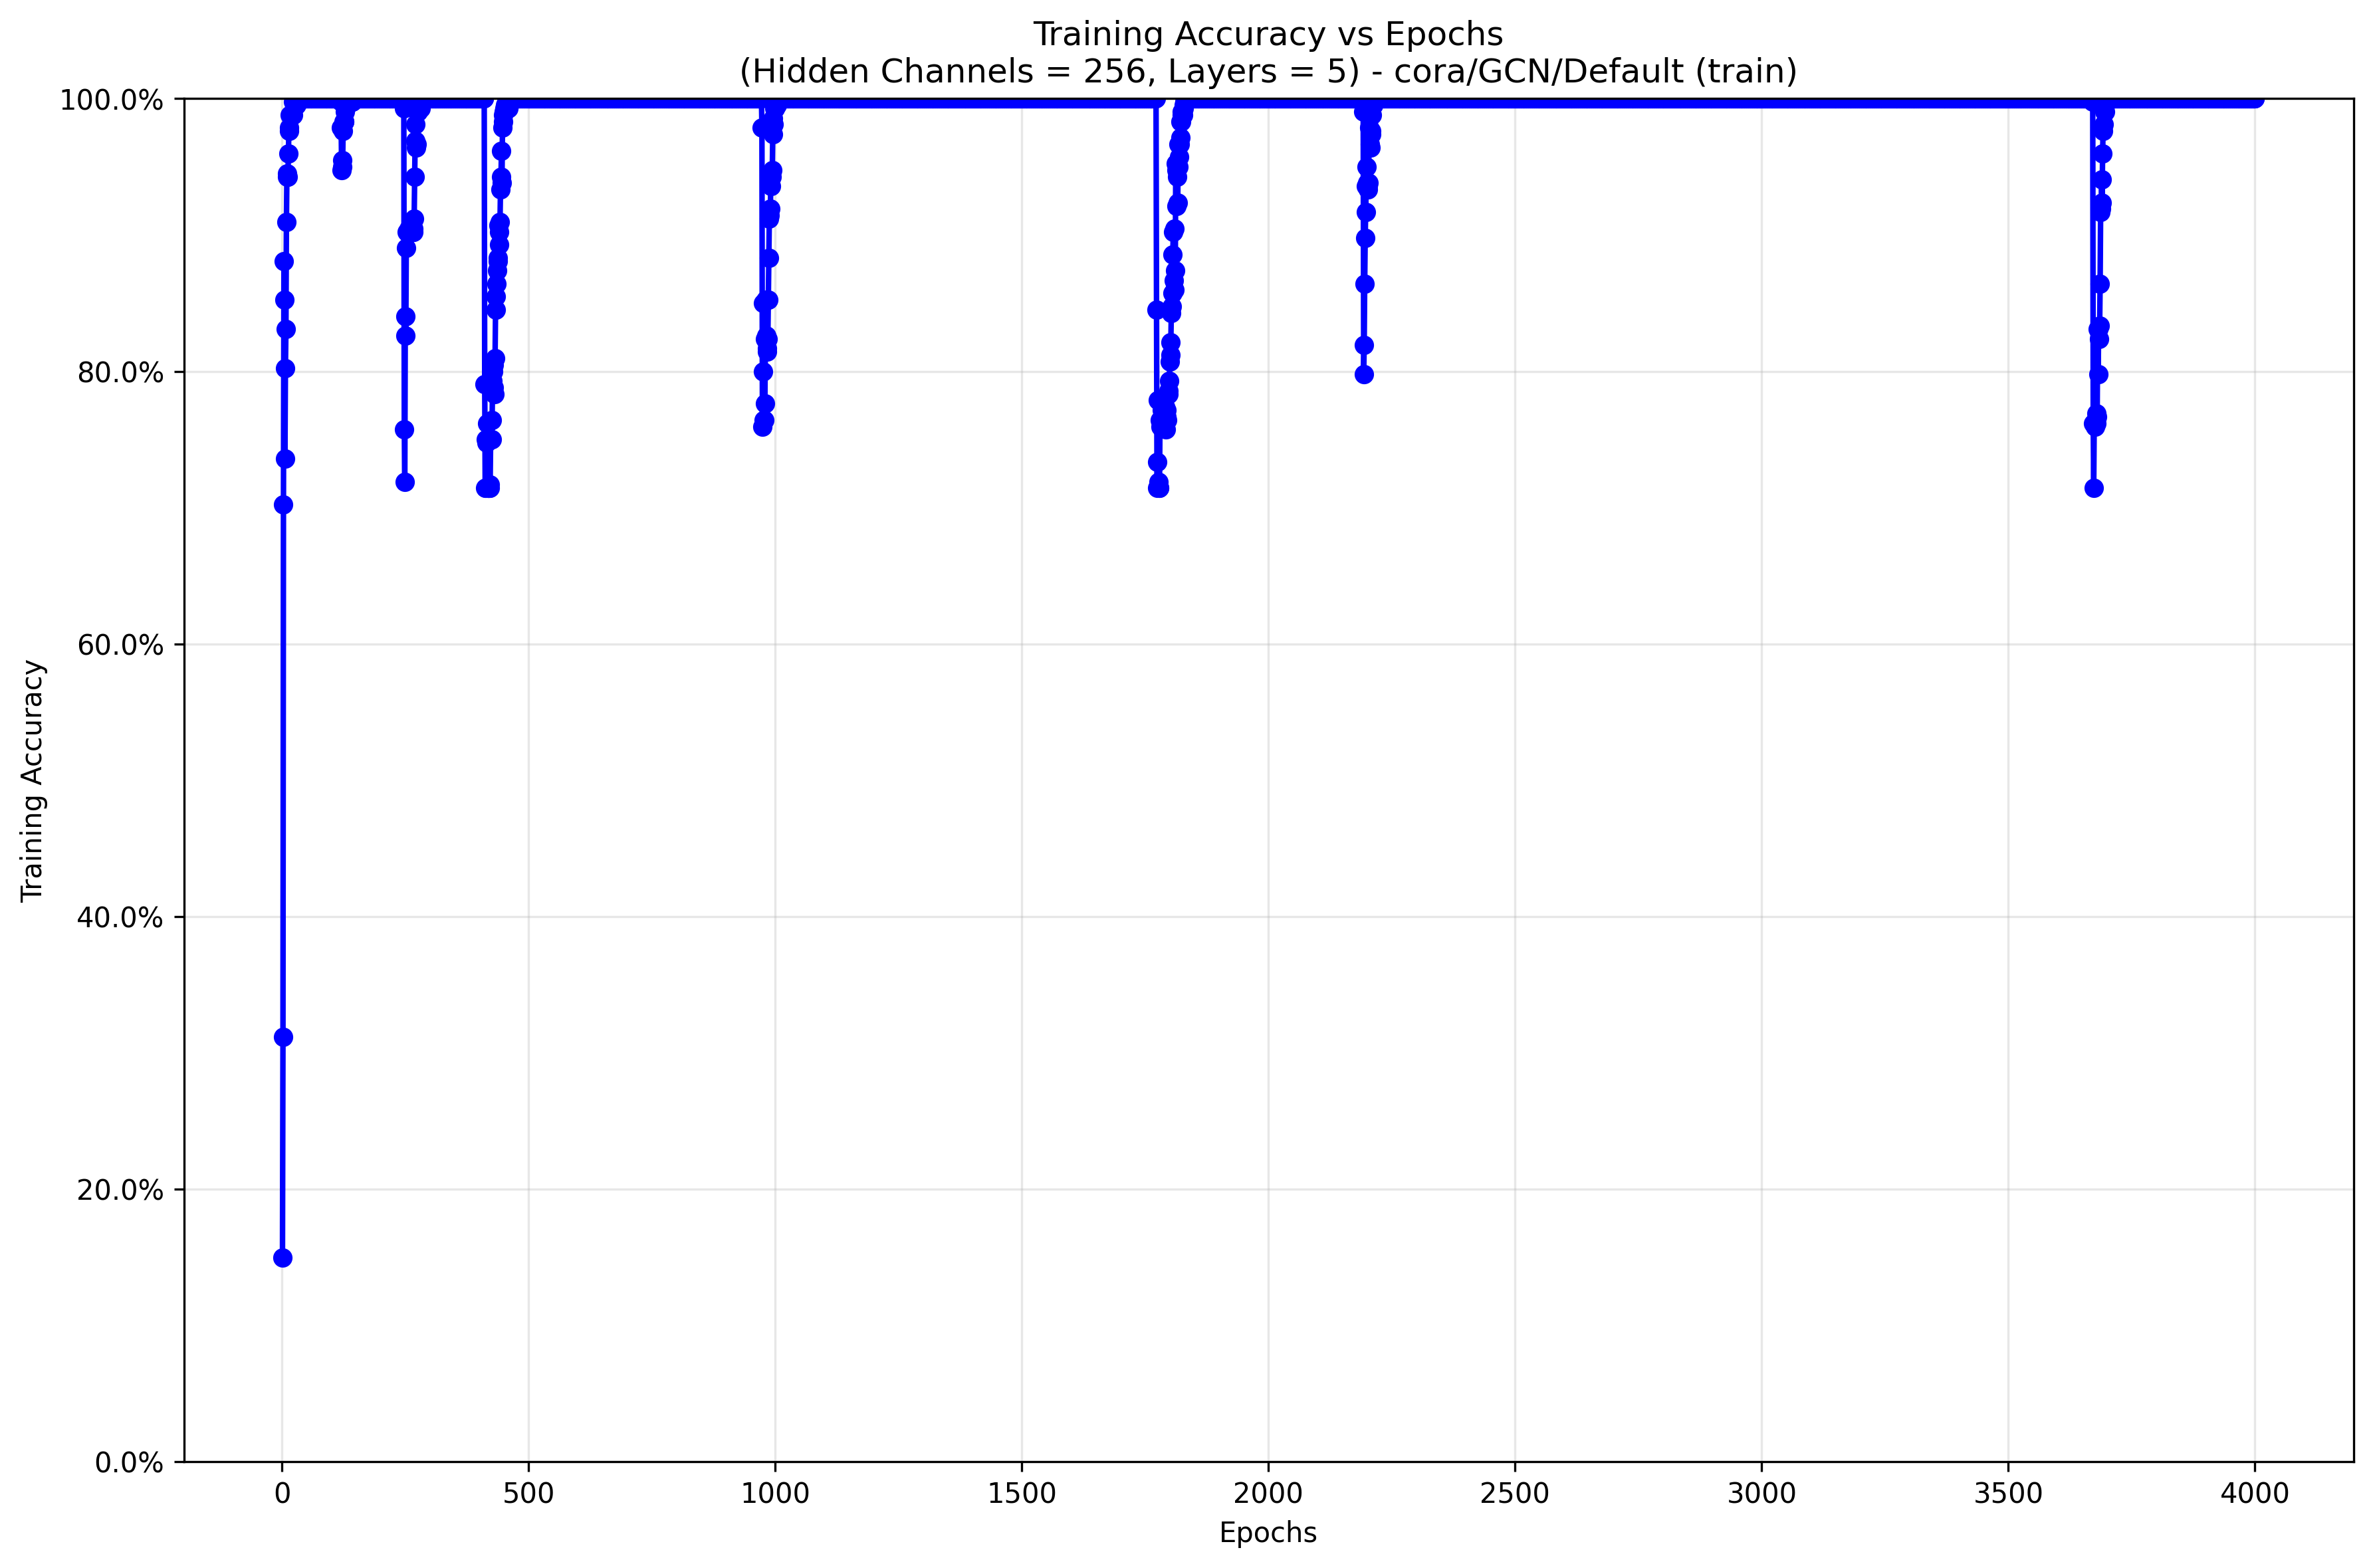 Training Accuracy vs Epochs
(Hidden Channels = 256, Layers = 5) - cora/GCN/Default (train)
Training Accuracy
100.0%
80.0%
60.0%
40.0%
20.0%
0.0%
0 500 1000 1500 2000 2500 3000 3500 4000
Epochs